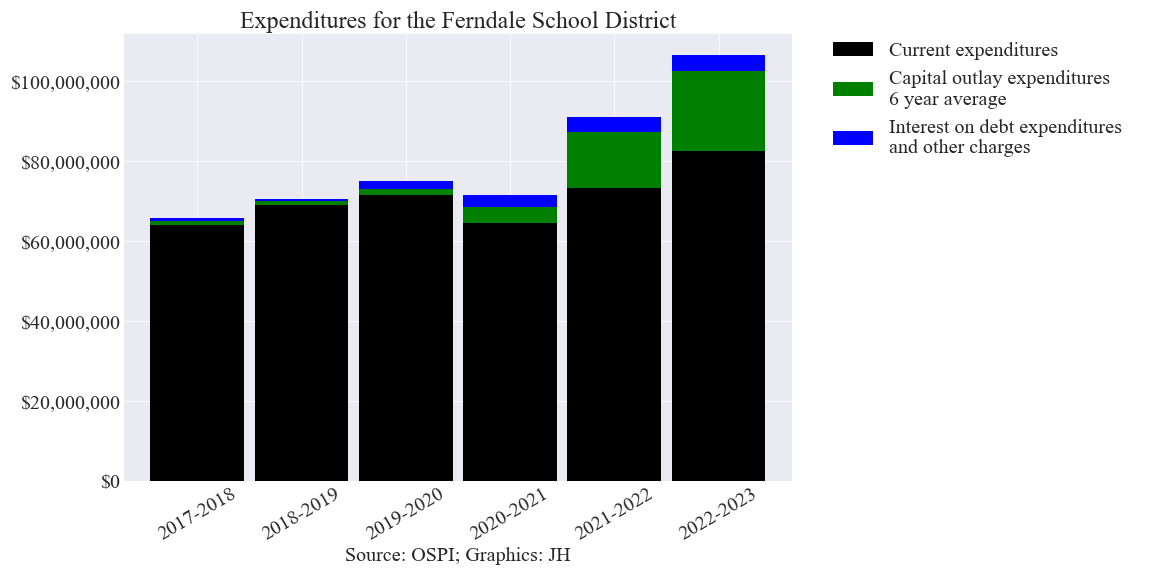 Expenditures for the Ferndale School District
$100,000,000
$80,000,000
$60,000,000
$40,000,000
$20,000,000
$0
2017-2018
2018-2019
2019-2020
2020-2021
2021-2022
2022-2023
Source: OSPI; Graphics: JH
Current expenditures
Capital outlay expenditures
6 year average
Interest on debt expenditures
and other charges